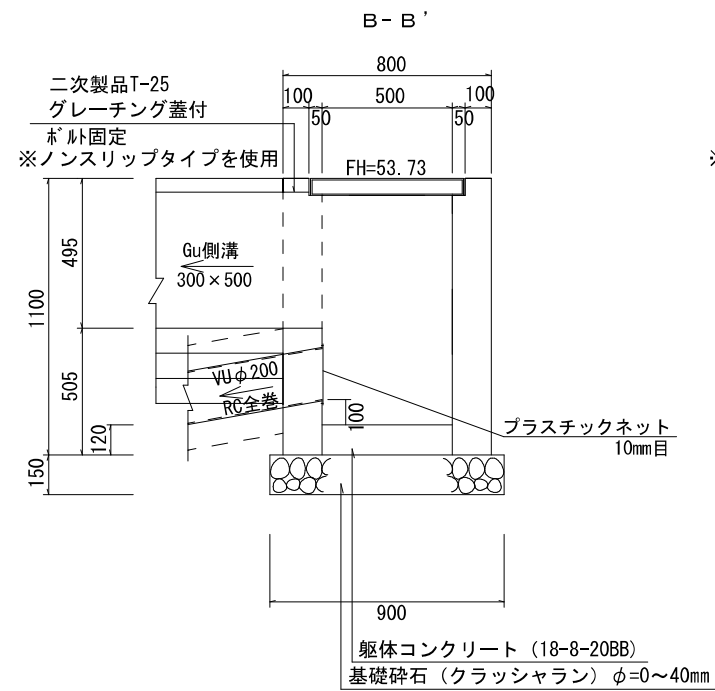 B-B'
800
100
500
100
50
50
二次製品T-25
グレーチング蓋付
ボルト固定
※ノンスリップタイプを使用
FH=53.73
※
Gu側溝
300×500
495
1100
505
120
150
VUφ200
RC全巻
100
プラスチックネット
10mm目
900
躯体コンクリート (18-8-20BB)
基礎砕石 (クラッシャラン) φ=0～40mm